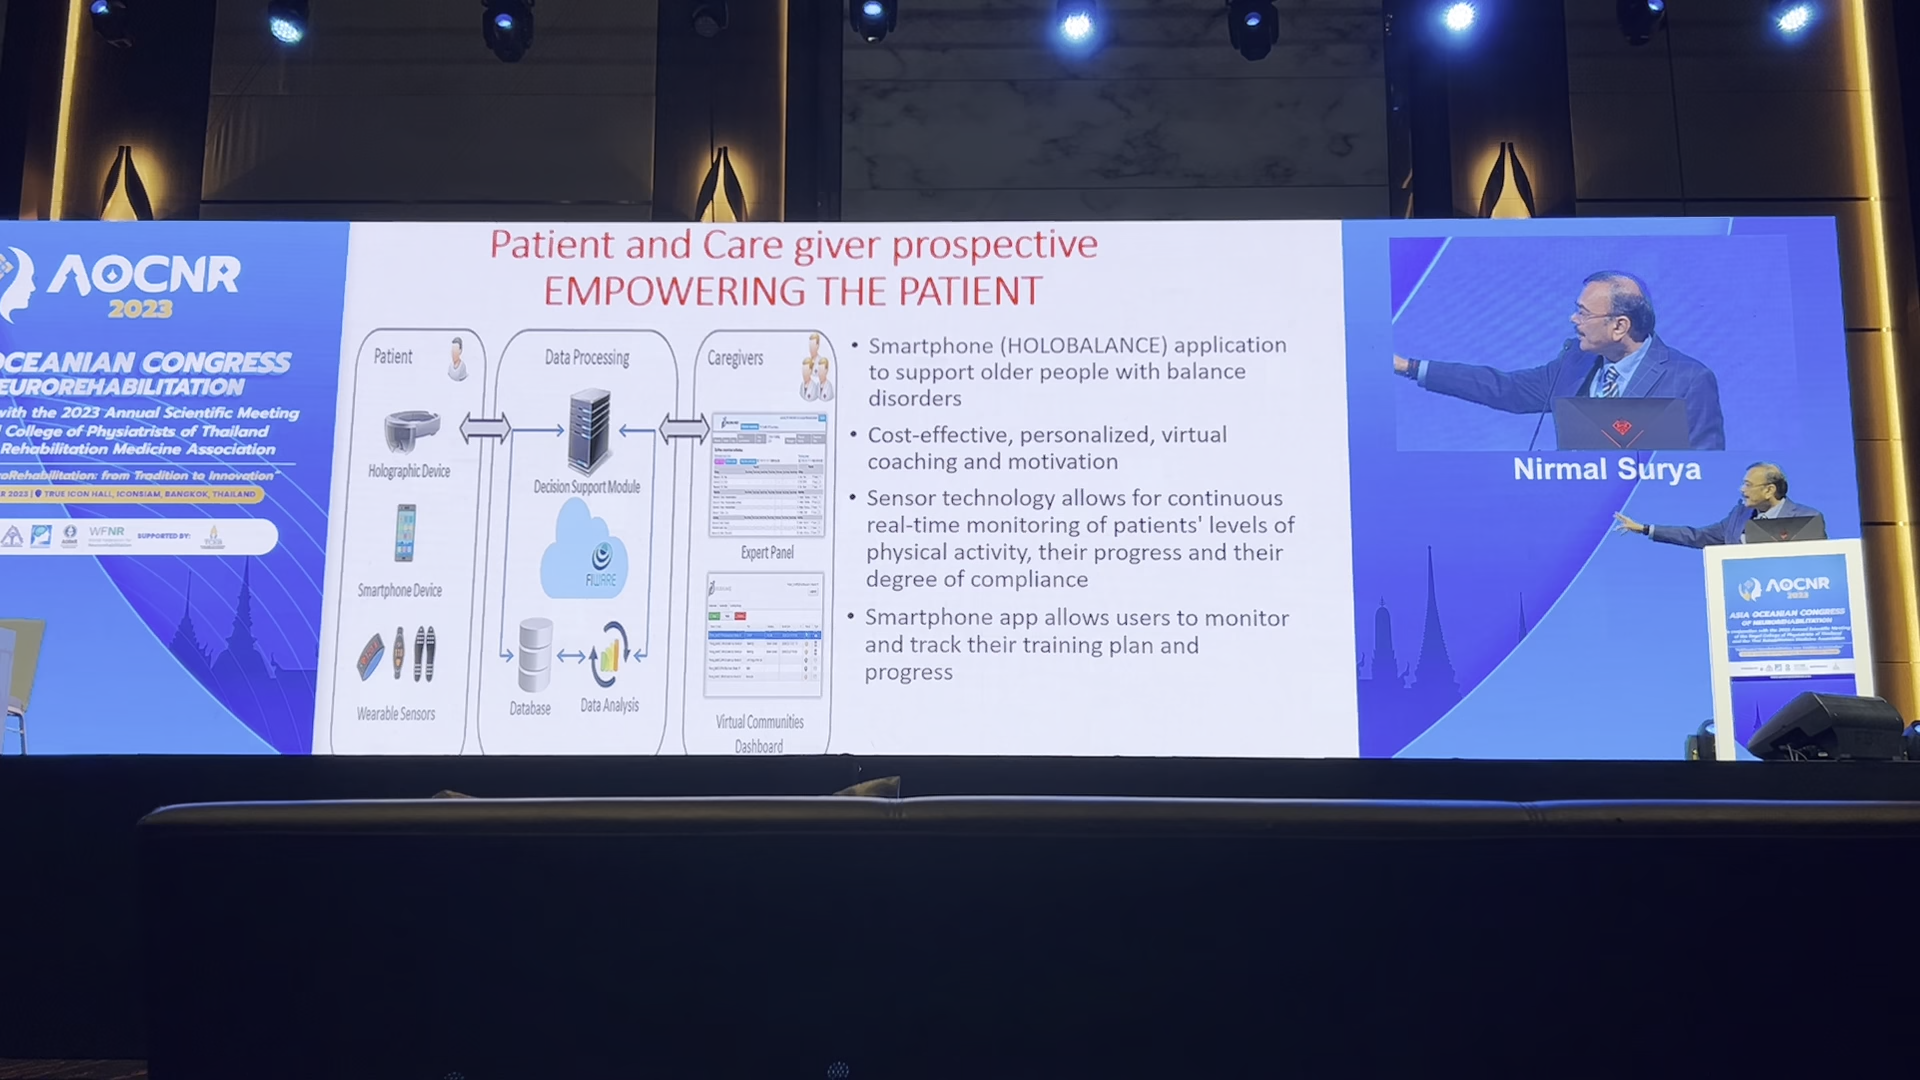 AOCNR
2023
OCEANIAN CONGRESS
EUROREHABILITATION
with the 2023 Annual Scientific Meeting
College of Physiatrists of Thailand
Rehabilitation Medicine Association
oRehabilitation: from Tradition to Innovation"
R 2023 | TRUE ICON HALL, ICONSIAM, BANGKOK, THAILAND
WFNR
SUPPORTED BY:
Patient and Care giver prospective
EMPOWERING THE PATIENT
Patient
Holographic Device
Smartphone Device
Wearable Sensors
Data Processing
Decision Support Module
FIWARE
Database
Data Analysis
Caregivers
Expert Panel
Virtual Communities
Dashboard
• Smartphone (HOLOBALANCE) application
to support older people with balance
disorders
• Cost-effective, personalized, virtual
coaching and motivation
• Sensor technology allows for continuous
real-time monitoring of patients' levels of
physical activity, their progress and their
degree of compliance
• Smartphone app allows users to monitor
and track their training plan and
progress
Nirmal Surya
AOCNR
2023
ASIA OCEANIAN CONGRESS
OF NEUROREHABILITATION